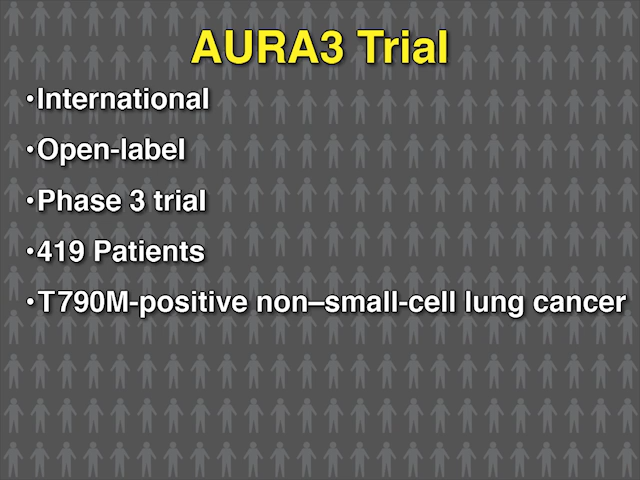 AURA3 Trial
•International
•Open-label
•Phase 3 trial
•419 Patients
•T790M-positive non–small-cell lung cancer